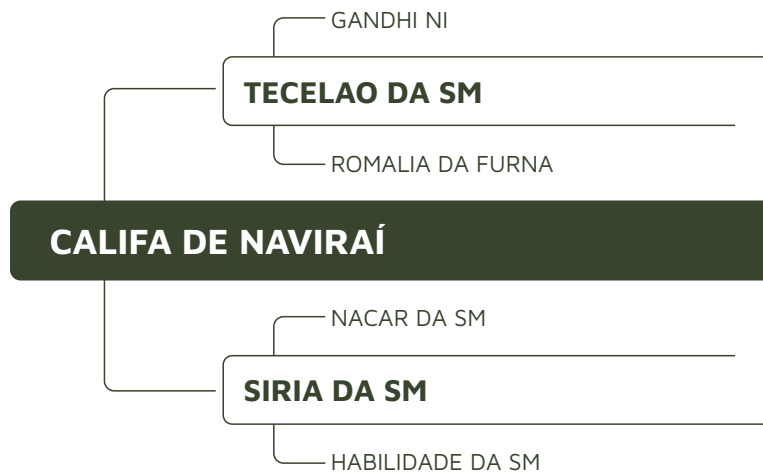 GANDHI NI
TECELAO DA SM
ROMALIA DA FURNA
CALIFA DE NAVIRAÍ
NACAR DA SM
SIRIA DA SM
HABILIDADE DA SM